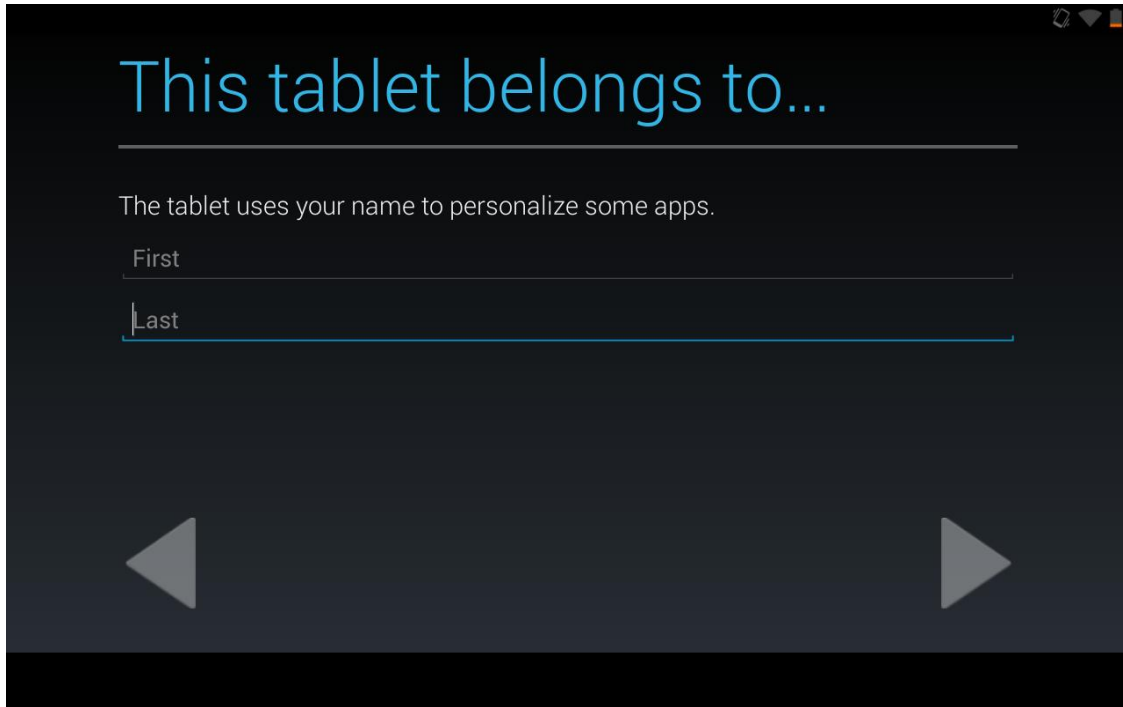 This tablet belongs to...
The tablet uses your name to personalize some apps.
First
Last